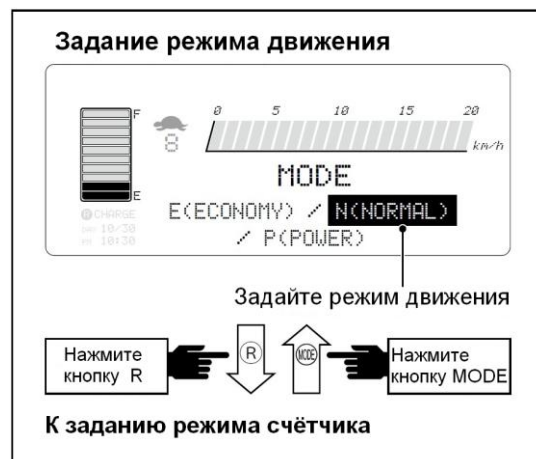 Задание режима движения
F
0 5 10 15 20
8
km/h
E
MODE
R CHARGE
10/30
10:30
E(ECONOMY) / N(NORMAL)
/ P(POWER)
Задайте режим движения
Нажмите
кнопку R
R
MODE
Нажмите
кнопку MODE
К заданию режима счётчика